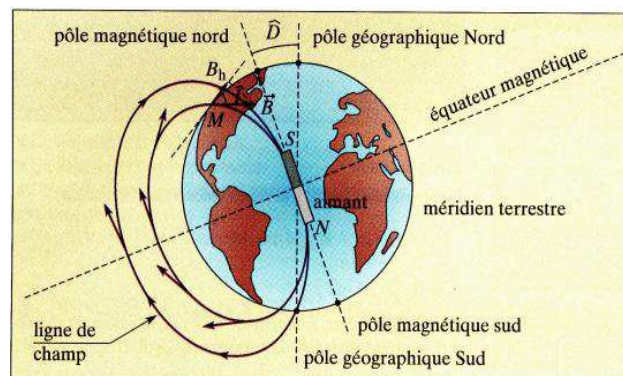 pôle magnétique nord
D
pôle géographique Nord
équateur magnétique
Bh
B
I
M
S
aimant
N
méridien terrestre
ligne de
champ
pôle magnétique sud
pôle géographique Sud